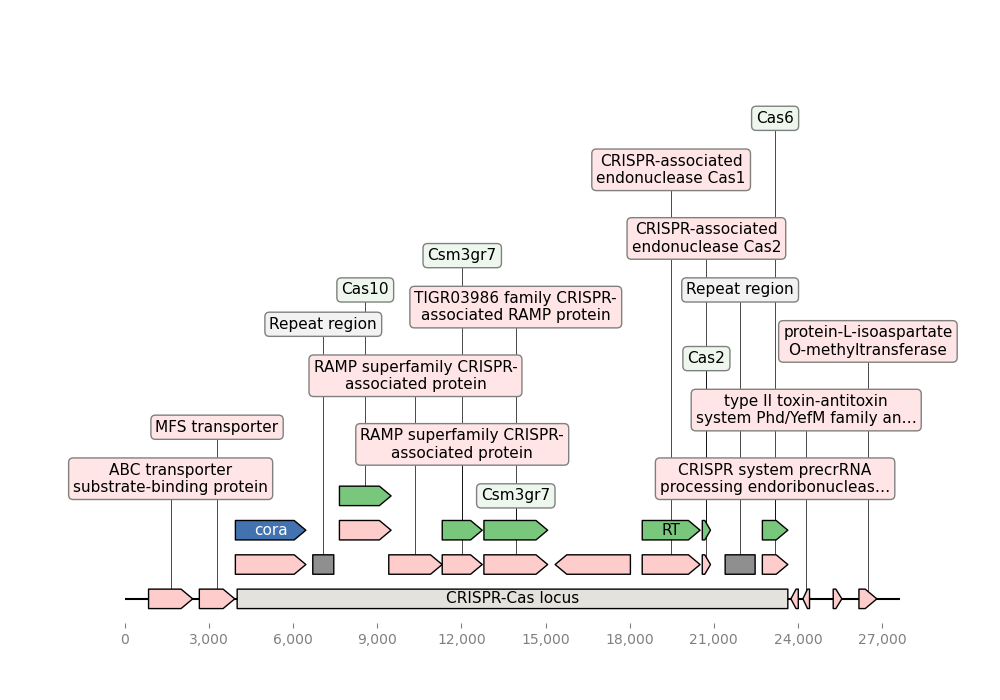 Cas6
CRISPR-associated
endonuclease Cas1
CRISPR-associated
endonuclease Cas2
Csm3gr7
Cas10
Repeat region
TIGR03986 family CRISPR-
associated RAMP protein
Repeat region
protein-L-isoaspartate
O-methyltransferase
Cas2
RAMP superfamily CRISPR-
associated protein
type II toxin-antitoxin
system Phd/YefM family an...
MFS transporter
RAMP superfamily CRISPR-
associated protein
ABC transporter
substrate-binding protein
CRISPR system precrRNA
processing endoribonucleas...
Csm3gr7
cora
RT
CRISPR-Cas locus
0 3,000 6,000 9,000 12,000 15,000 18,000 21,000 24,000 27,000